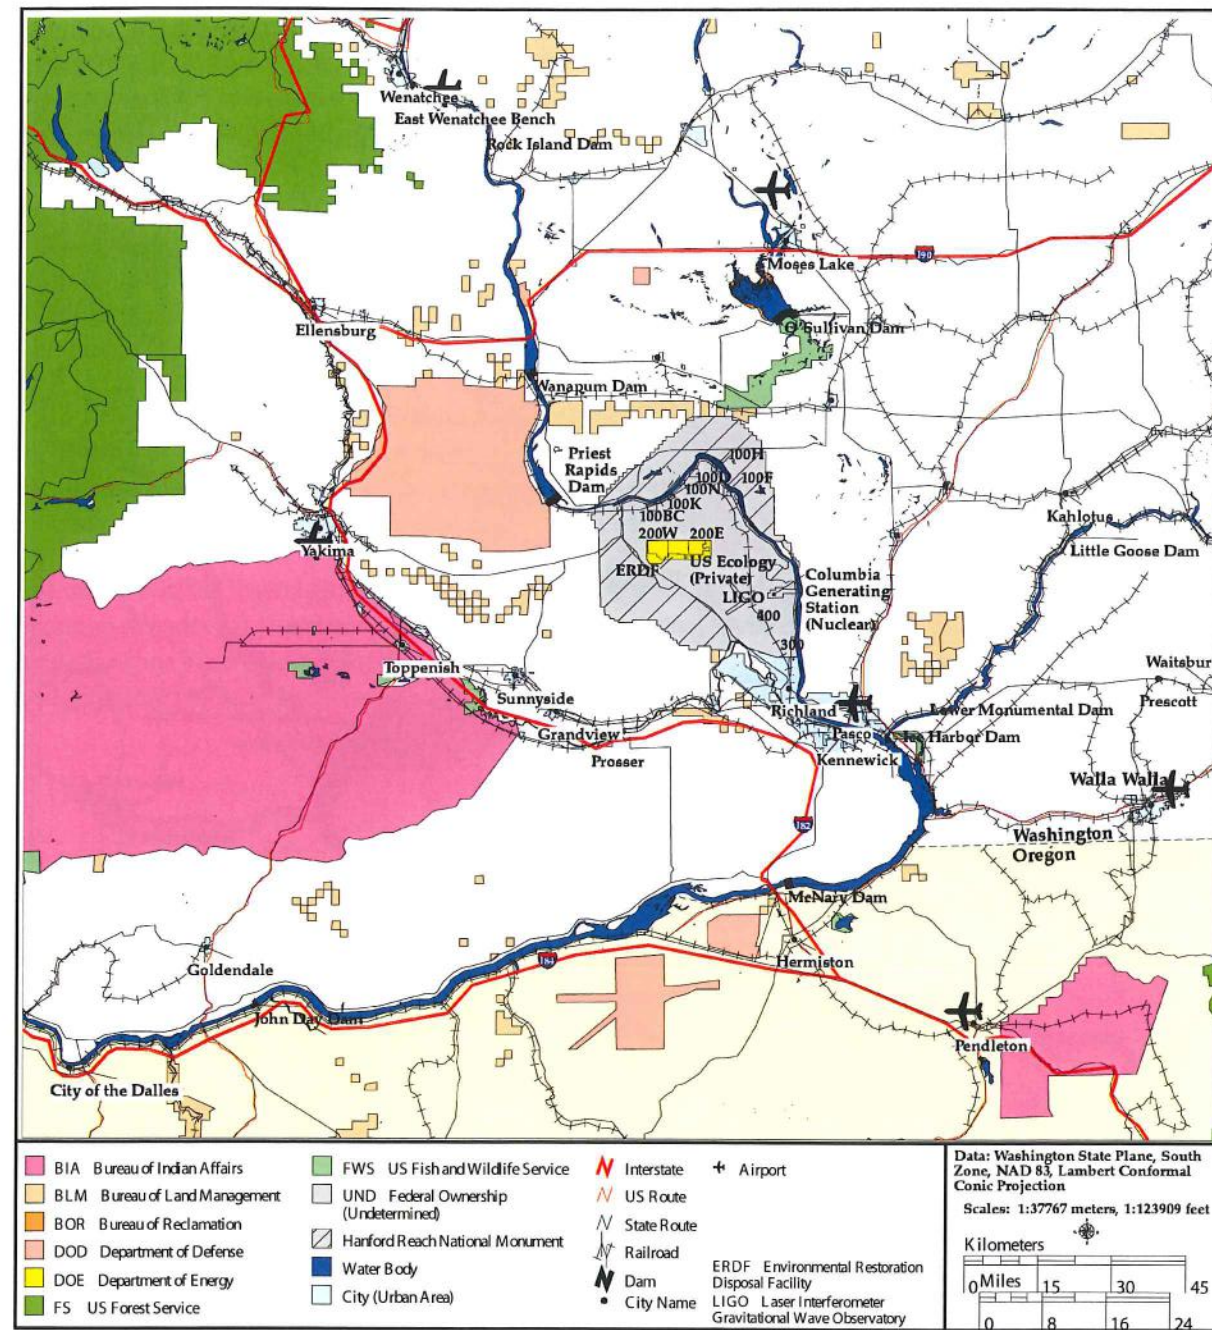 Wenatchee
East Wenatchee Bench
Rock Island Dam
Moses Lake
190
Ellensburg
O Sullivan Dam
Wanapum Dam
Priest
Rapids
Dam
100H
100D
100F
100N
100K
100BC
200W
200E
Kahlotus
Little Goose Dam
Yakima
ERDF
US Ecology
(Private)
LIGO
400
300
Columbia
Generating
Station
(Nuclear)
Toppenish
Sunnyside
Waitsbur
Prescott
Richland
Lower Monumental Dam
Grandview
Pasco
Ice Harbor Dam
Prosser
Kennewick
Walla Walla
182
Washington
Oregon
McNary Dam
Goldendale
Hermiston
John Day Dam
Pendleton
City of the Dalles
BIA Bureau of Indian Affairs
BLM Bureau of Land Management
BOR Bureau of Reclamation
DOD Department of Defense
DOE Department of Energy
FS US Forest Service
FWS US Fish and Wildlife Service
UND Federal Ownership
(Undetermined)
Hanford Reach National Monument
Water Body
City (Urban Area)
Interstate
US Route
State Route
Railroad
Dam
City Name
Airport
ERDF Environmental Restoration
Disposal Facility
LIGO Laser Interferometer
Gravitational Wave Observatory
Data: Washington State Plane, South
Zone, NAD 83, Lambert Conformal
Conic Projection
Scales: 1:37767 meters, 1:123909 feet
Kilometers
0 15 30 45
Miles
0 8 16 24